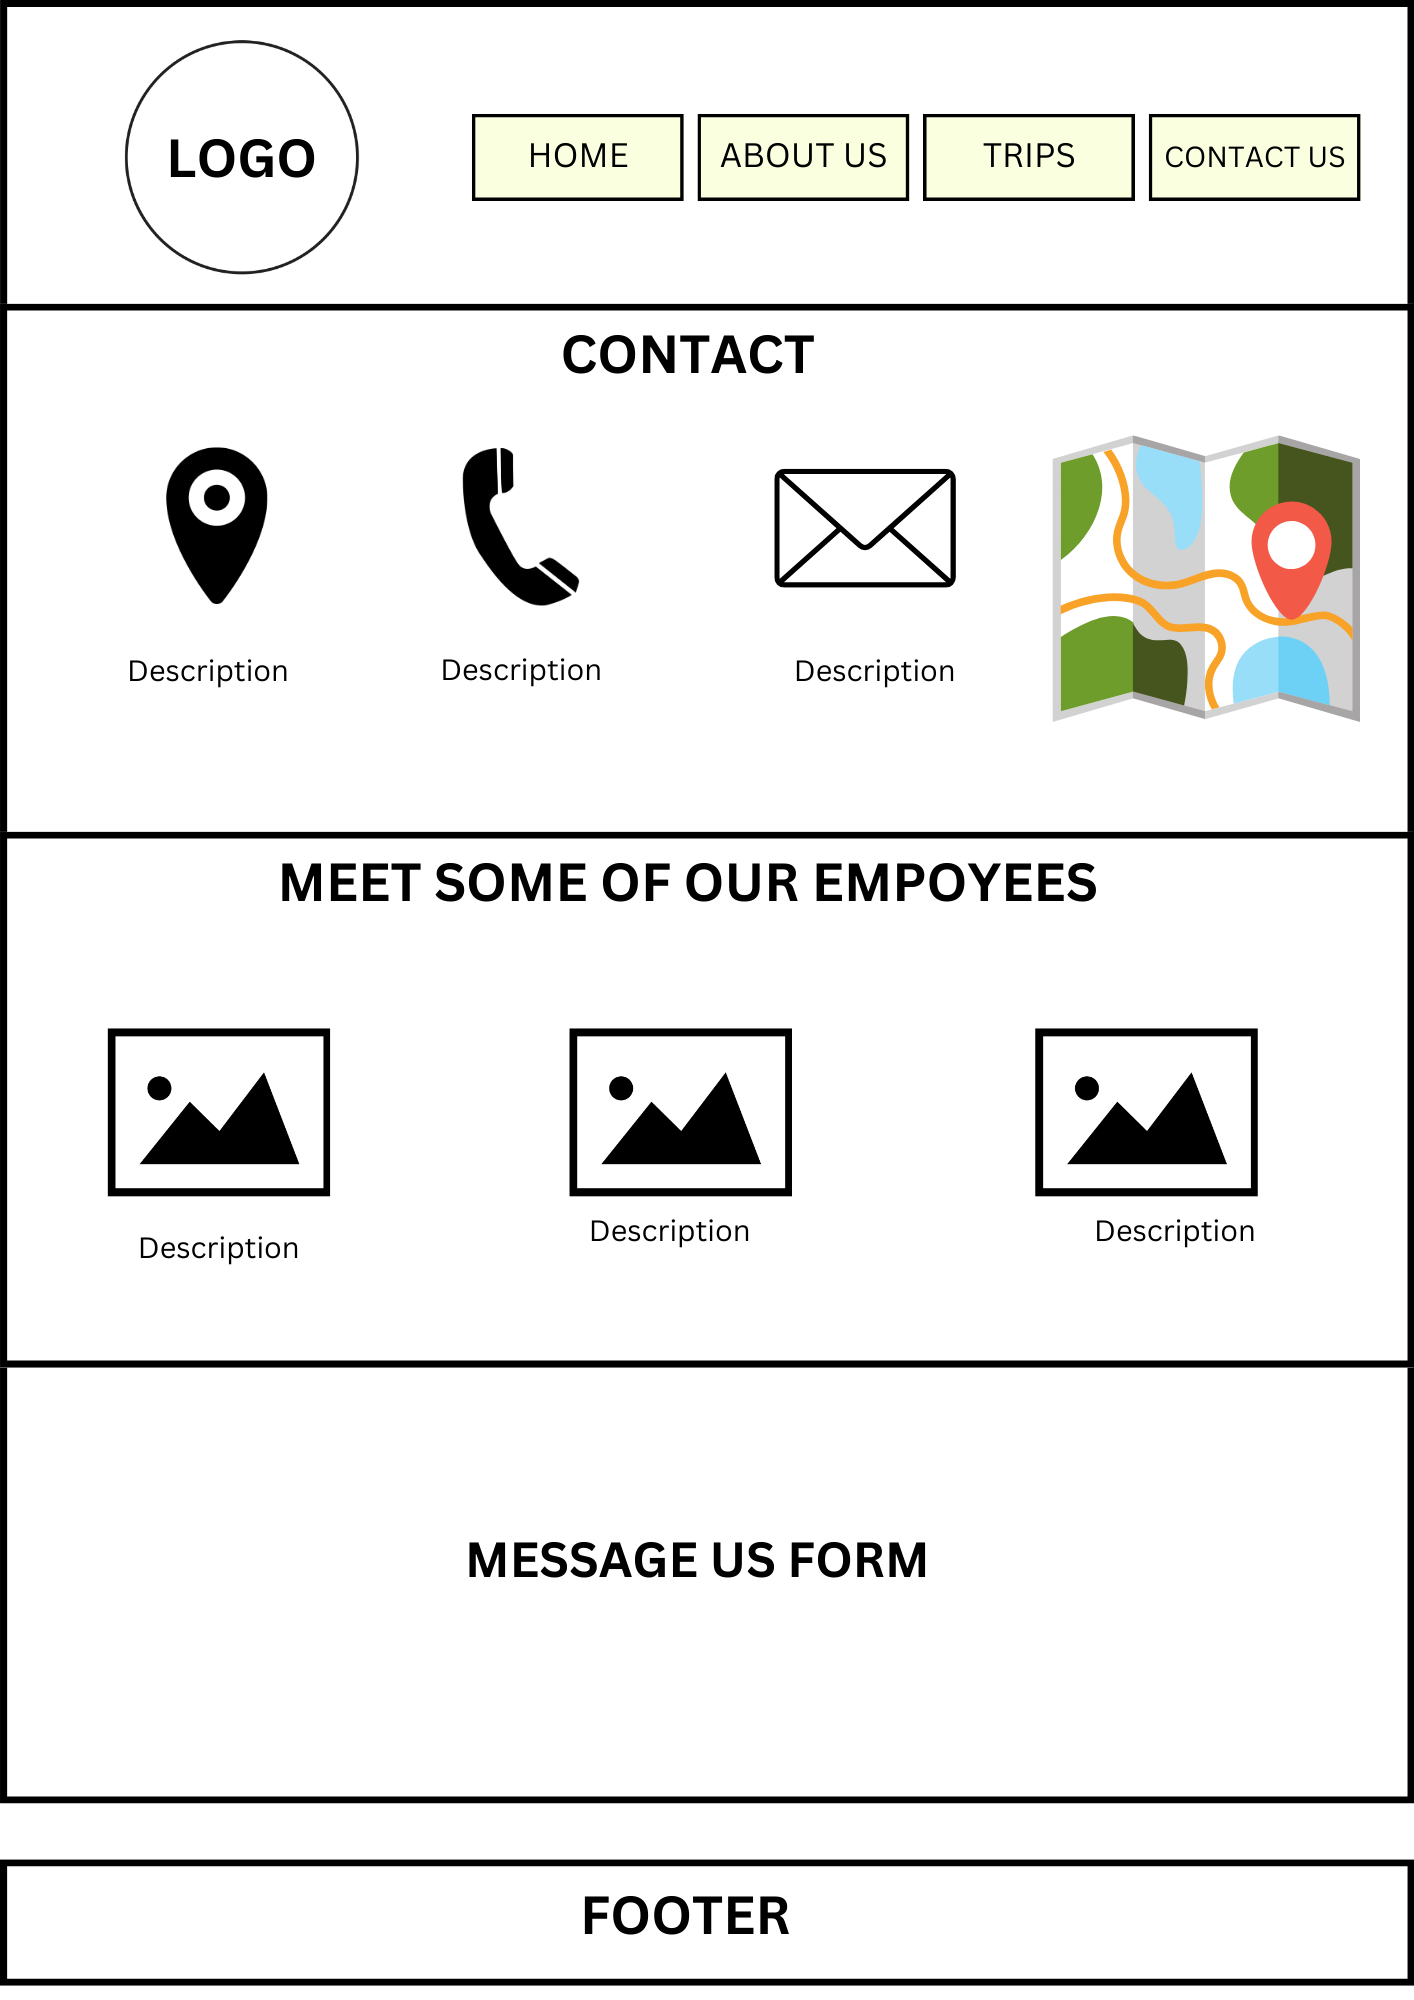 LOGO
HOME
ABOUT US
TRIPS
CONTACT US
CONTACT
Description
Description
Description
MEET SOME OF OUR EMPOYEES
Description
Description
Description
MESSAGE US FORM
FOOTER